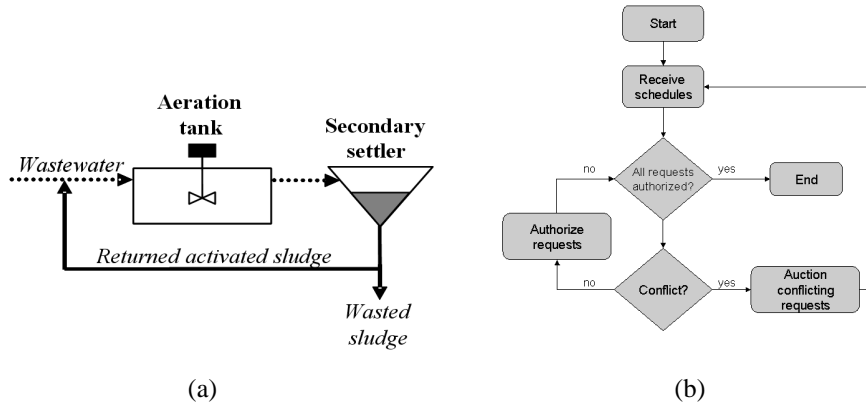 Aeration
tank
Secondary
settler
Wastewater
Returned activated sludge
Wasted
sludge
(a)
Start
Receive
schedules
All requests
authorized?
no
yes
End
Authorize
requests
Conflict?
no
yes
Auction
conflicting
requests
(b)